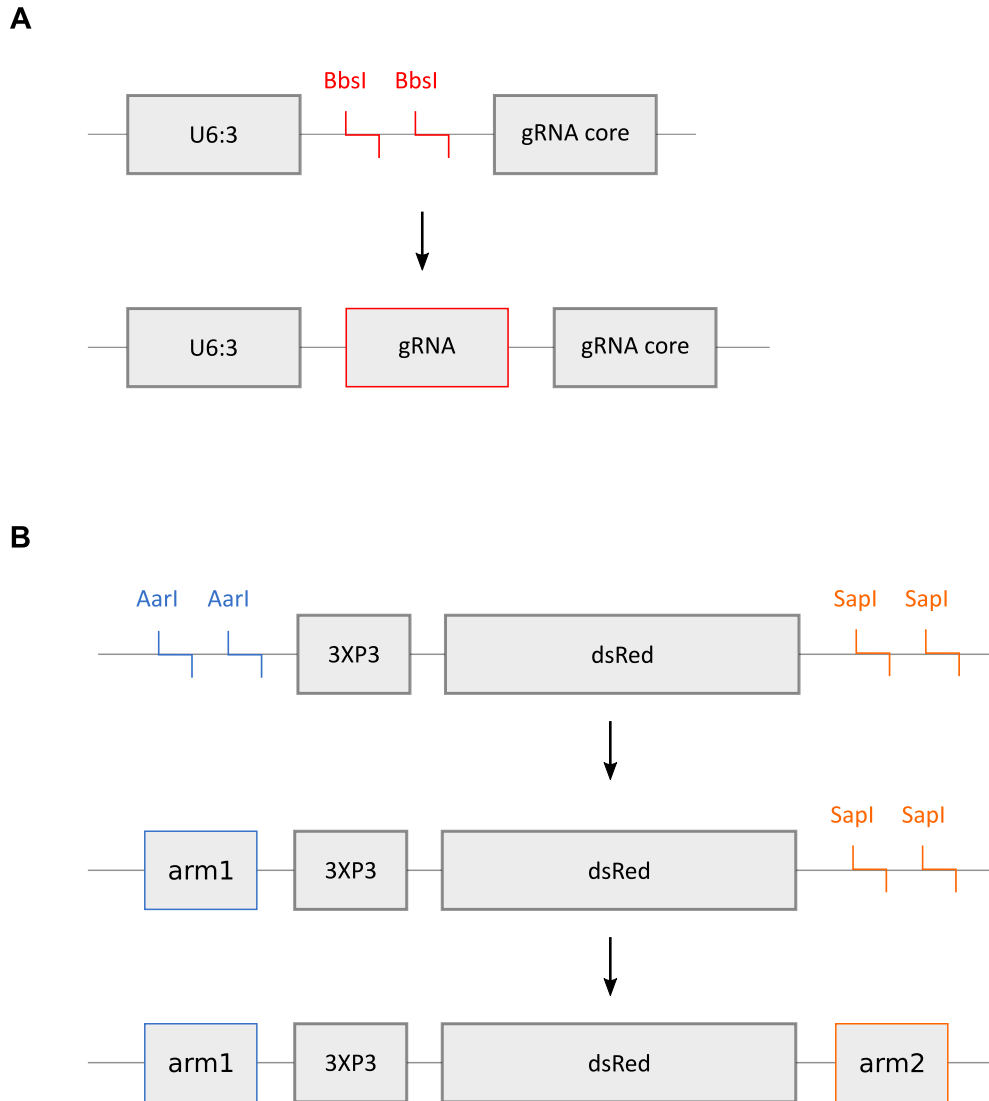 A
BbsI BbsI
U6:3 gRNA core
U6:3 gRNA gRNA core
B
AarI AarI SapI SapI
3XP3 dsRed
SapI SapI
arm1 3XP3 dsRed
arm1 3XP3 dsRed arm2